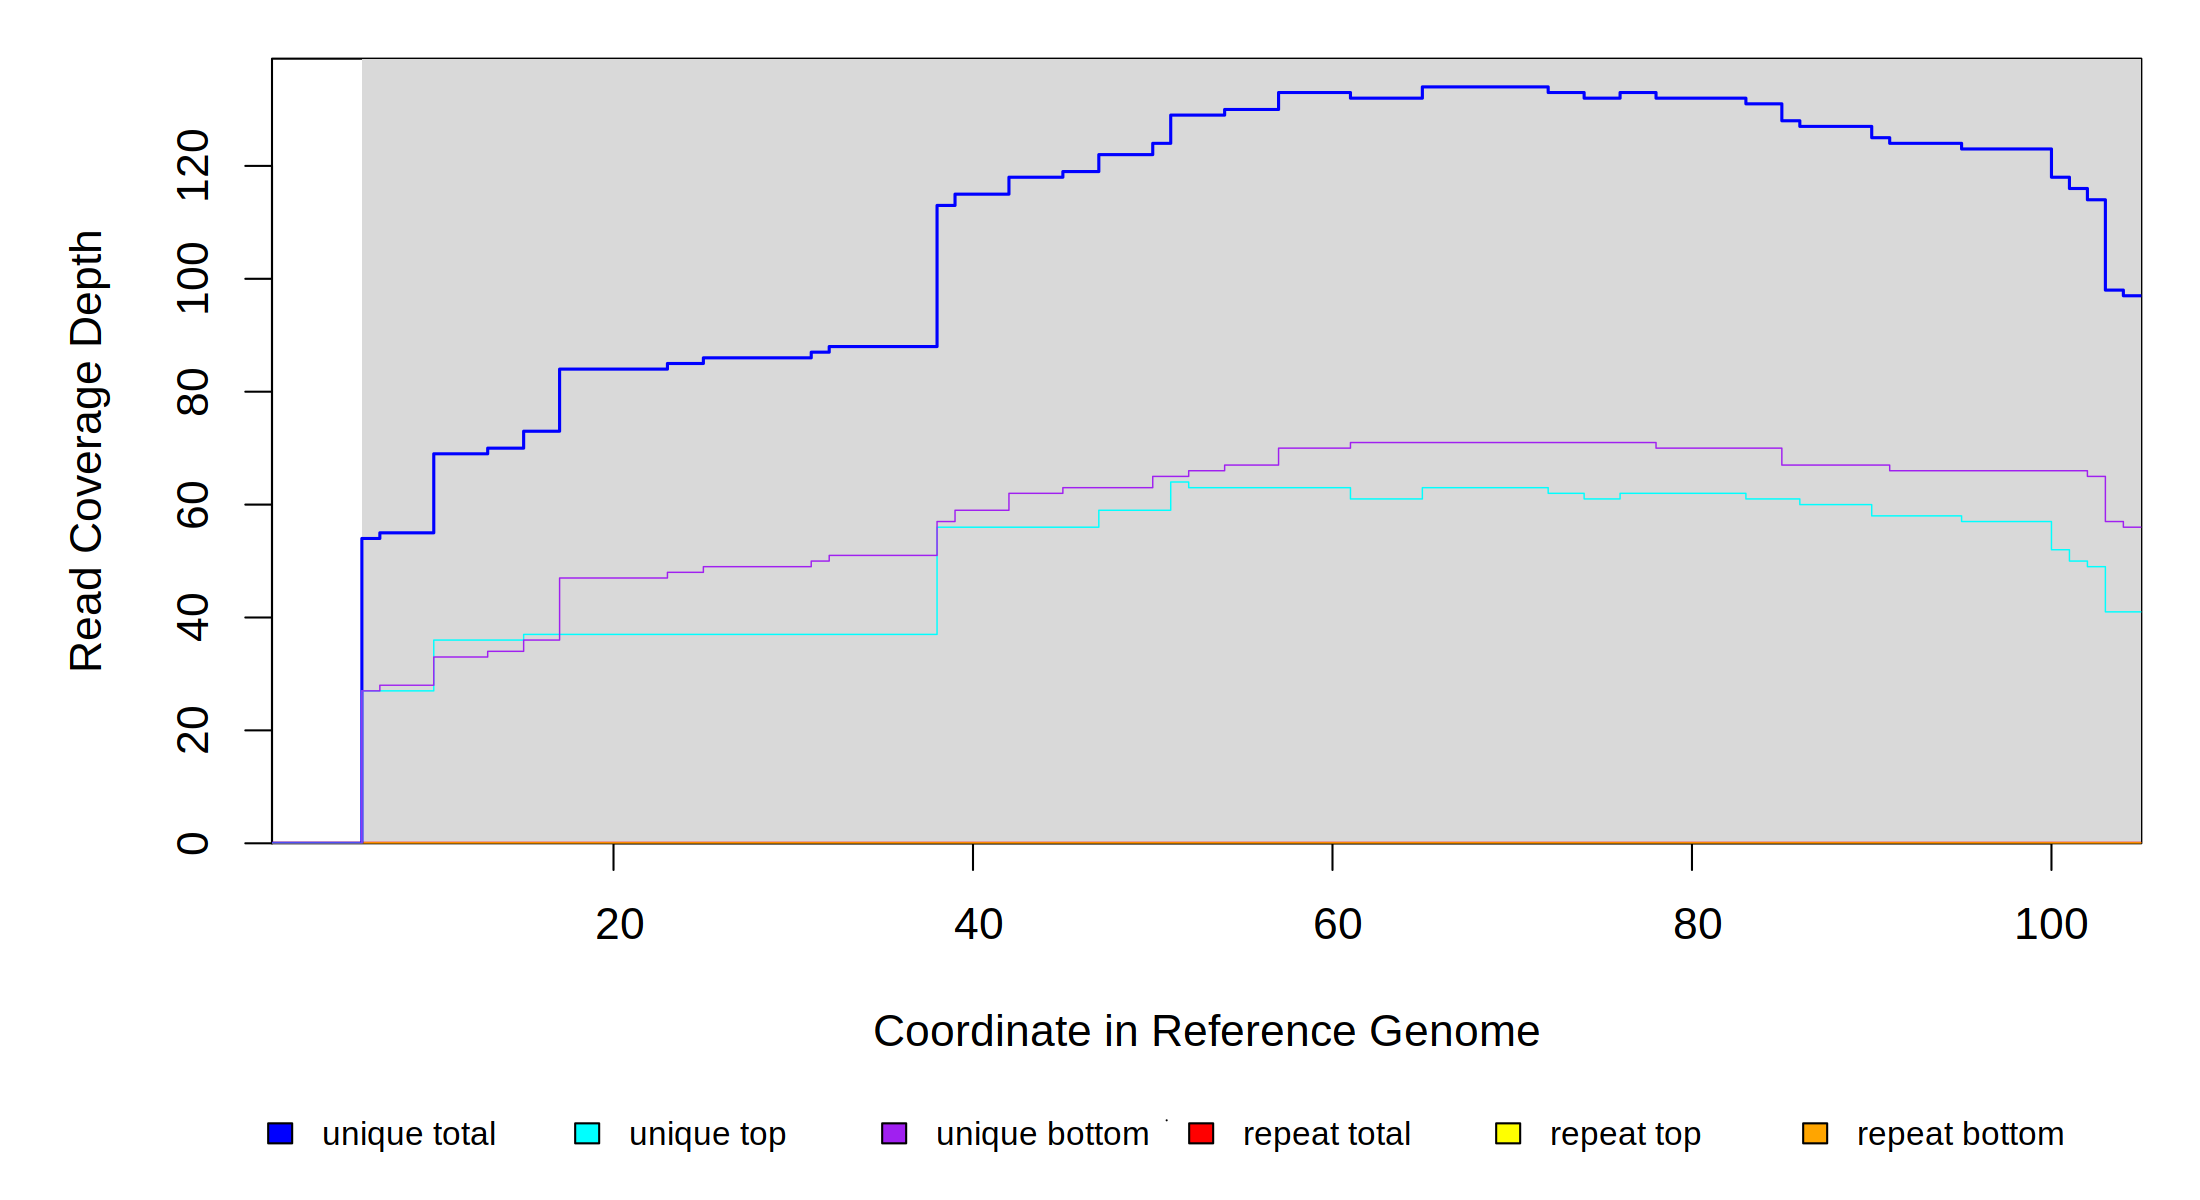 Read Coverage Depth
120
100
80
60
40
20
0
20 40 60 80 100
Coordinate in Reference Genome
unique total unique top unique bottom repeat total repeat top repeat bottom